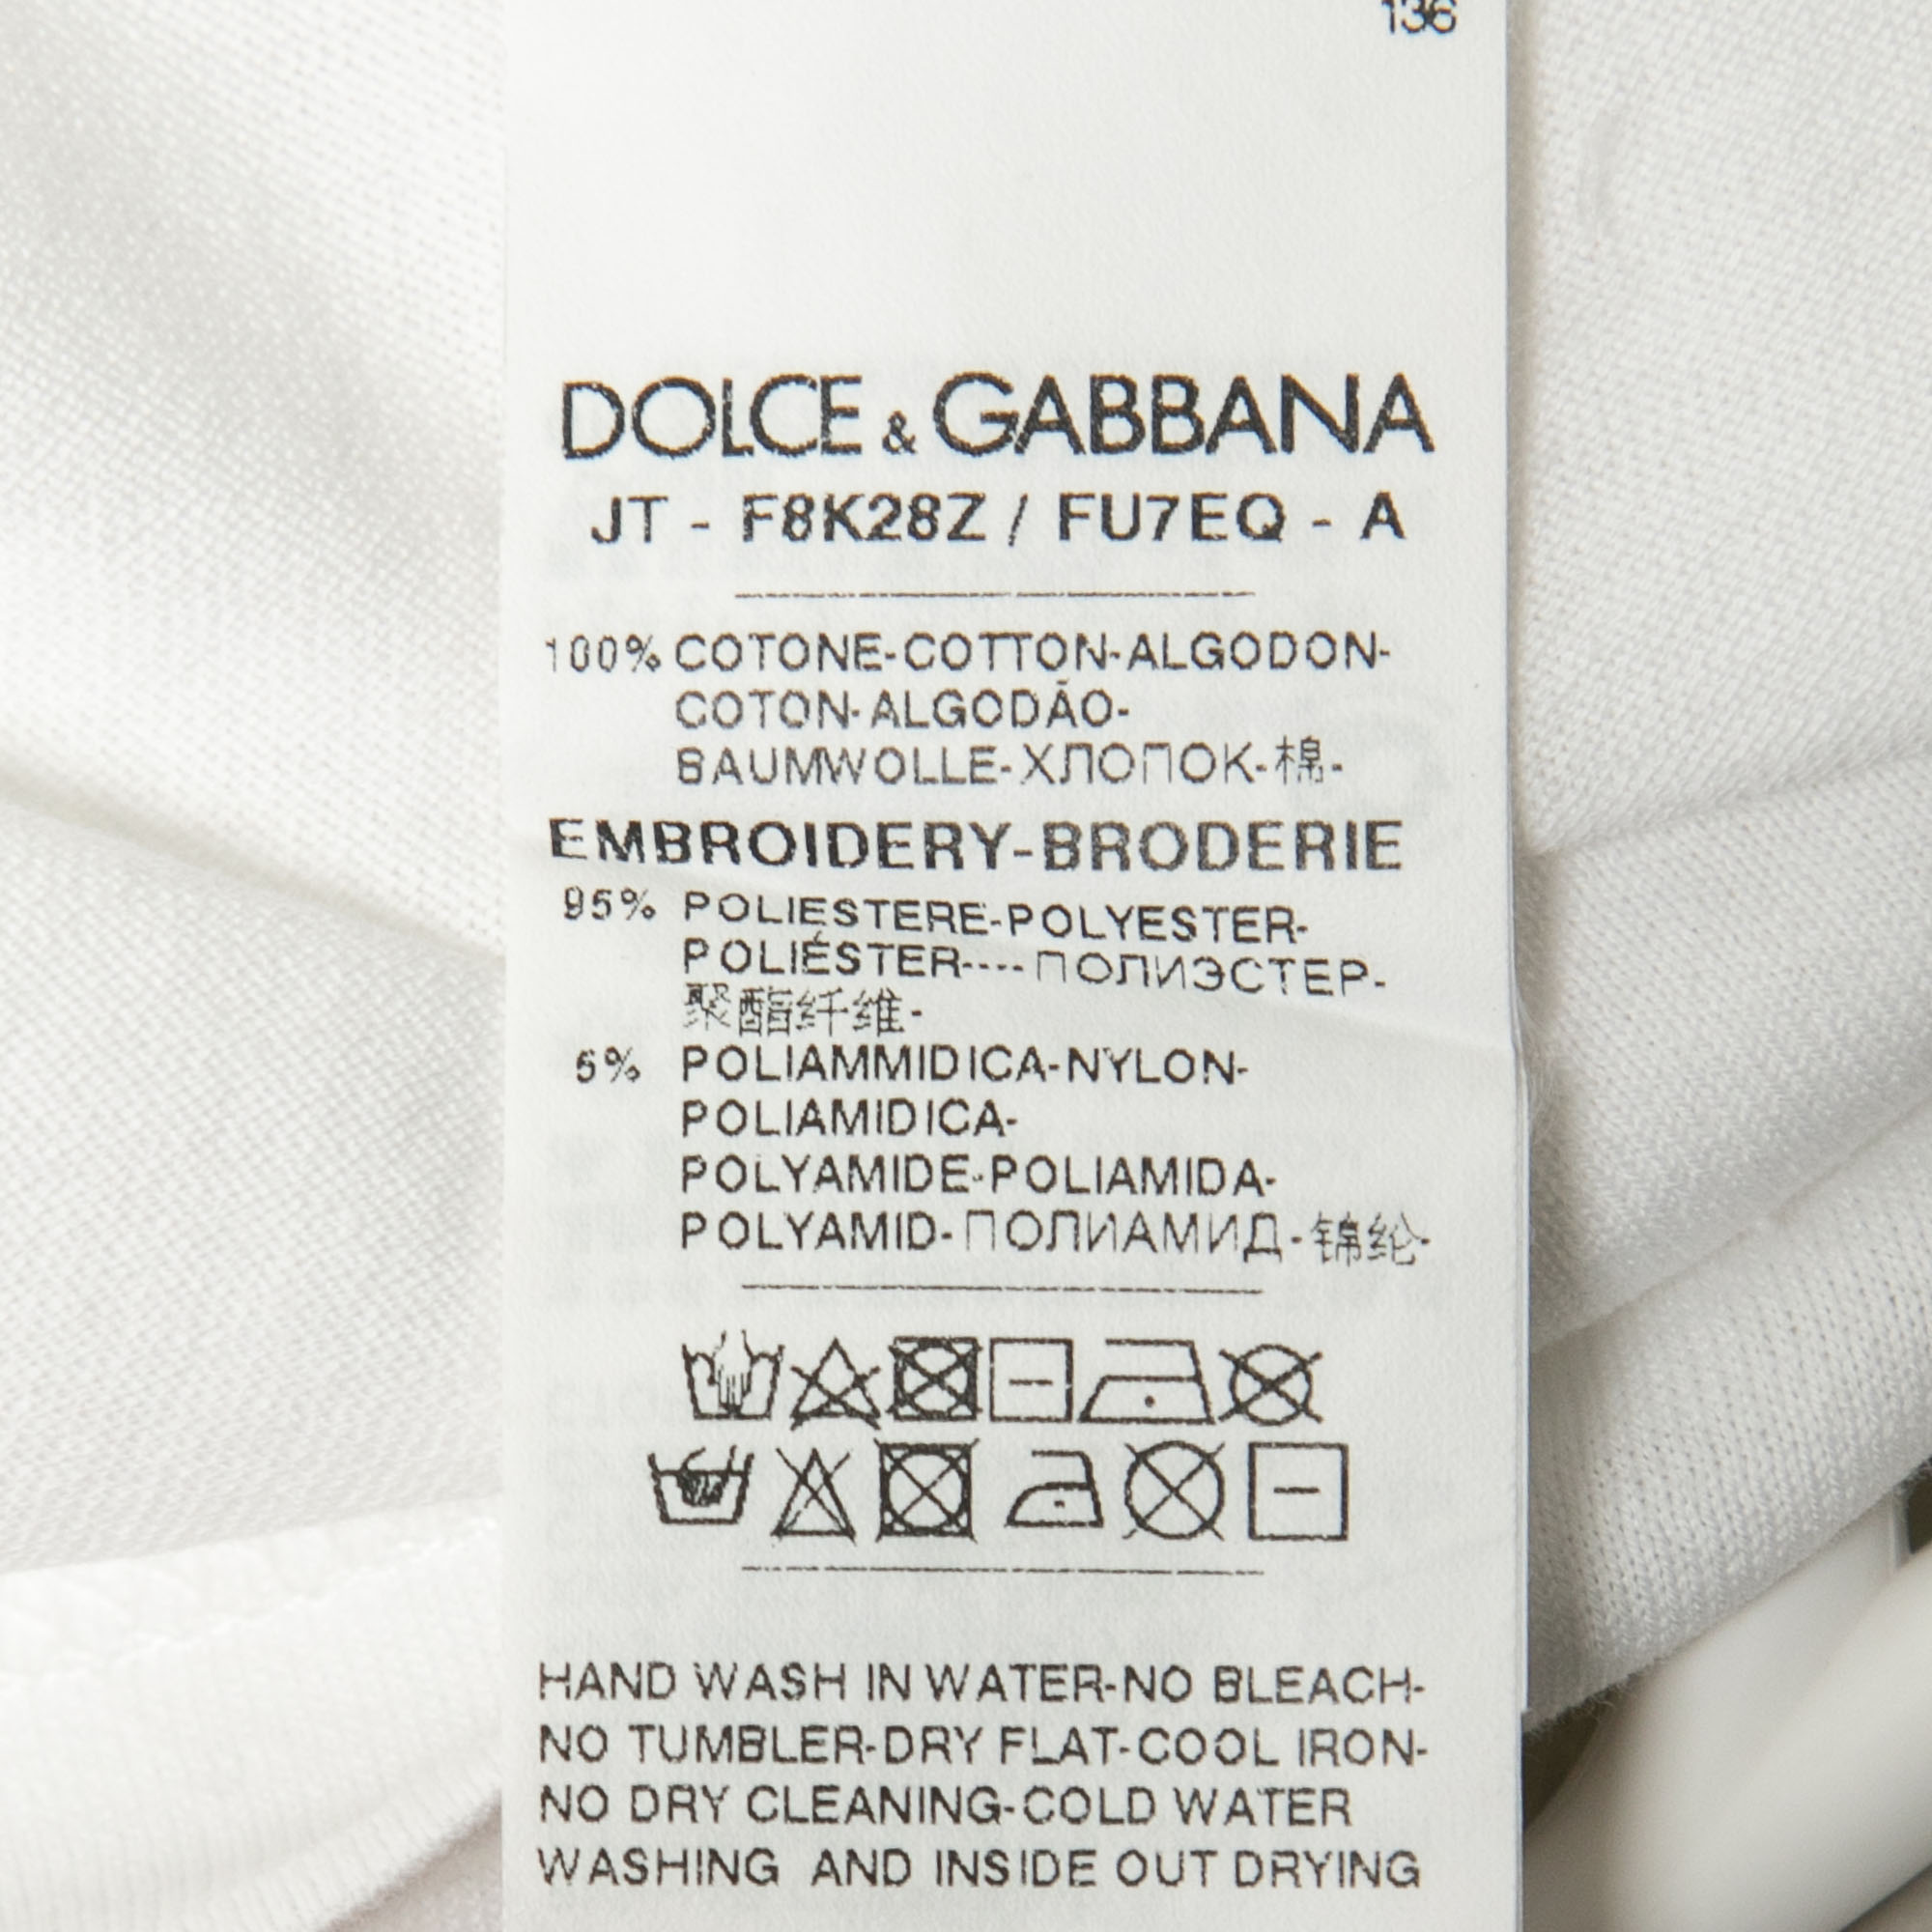 136
DOLCE & GABBANA
JT - F8K28Z / FU7EQ - A
100% COTONE-COTTON-ALGODON-
COTON-ALGODÃO-
BAUMWOLLE-ХЛОПОК-棉-
EMBROIDERY-BRODERIE
95% POLIESTERE-POLYESTER-
POLIÉSTER----ПОЛИЭСТЕР-
聚酯纤维-
5% POLIAMMIDICA-NYLON-
POLIAMIDICA-
POLYAMIDE-POLIAMIDA-
POLYAMID-ПОЛИАМИД-锦纶-
HAND WASH IN WATER-NO BLEACH-
NO TUMBLER-DRY FLAT-COOL IRON-
NO DRY CLEANING-COLD WATER
WASHING AND INSIDE OUT DRYING